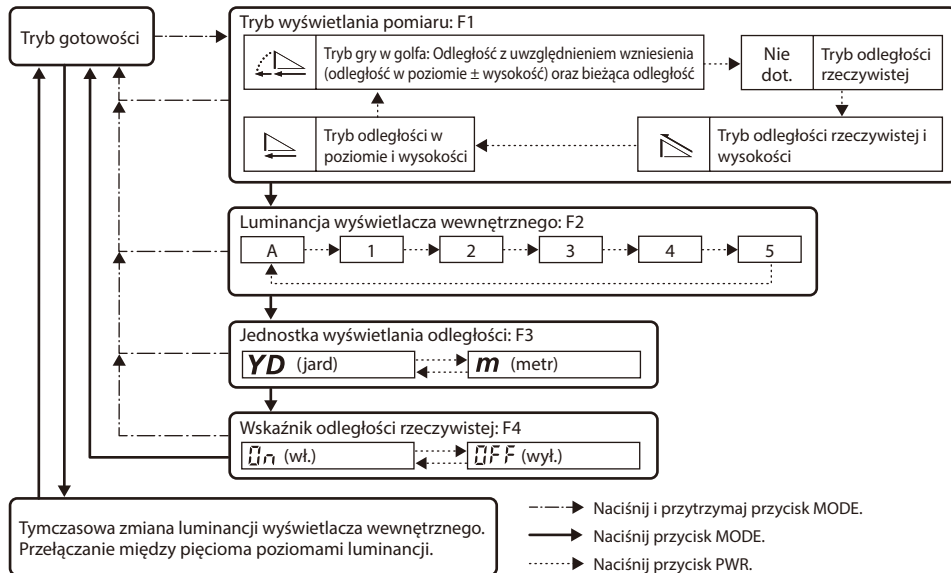 Tryb gotowości
Tryb wyświetlania pomiaru: F1
Tryb gry w golfa: Odległość z uwzględnieniem wzniesienia
(odległość w poziomie ± wysokość) oraz bieżąca odległość
Nie
dot.
Tryb odległości
rzeczywistej
Tryb odległości w
poziomie i wysokości
Tryb odległości rzeczywistej i
wysokości
Luminancja wyświetlacza wewnętrznego: F2
A 1 2 3 4 5
Jednostka wyświetlania odległości: F3
YD (jard) m (metr)
Wskaźnik odległości rzeczywistej: F4
On (wł.) OFF (wył.)
Tymczasowa zmiana luminancji wyświetlacza wewnętrznego.
Przełączanie między pięcioma poziomami luminancji.
Naciśnij i przytrzymaj przycisk MODE.
Naciśnij przycisk MODE.
Naciśnij przycisk PWR.